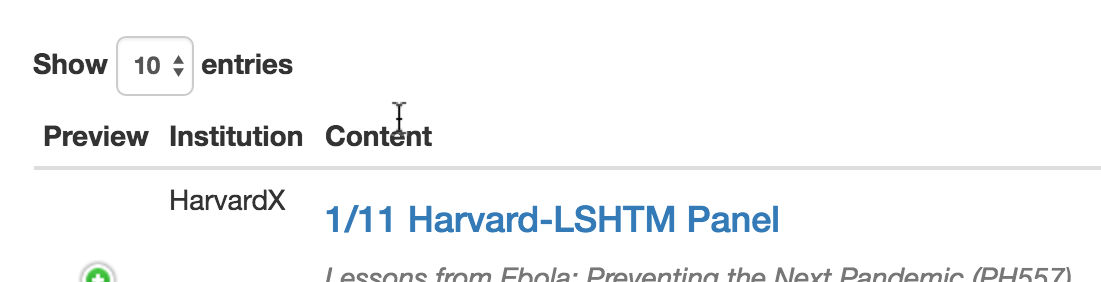 Show 10 entries
Preview Institution Content
HarvardX
1/11 Harvard-LSHTM Panel
Lessons from Ebola: Preventing the Next Pandemic (PH557)